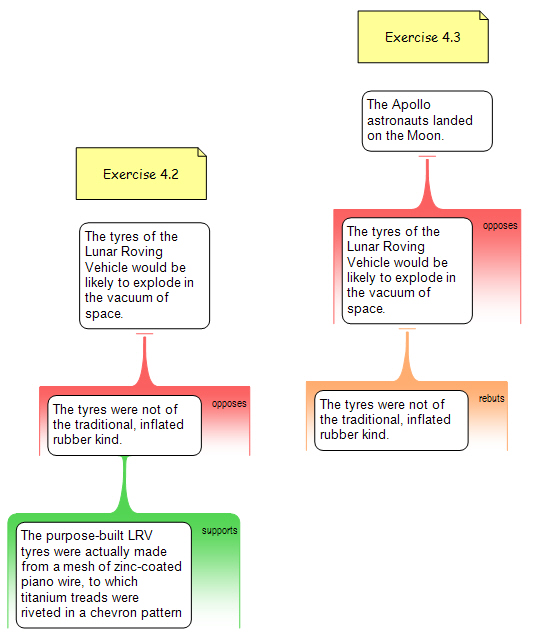 Exercise 4.2
The tyres of the
Lunar Roving
Vehicle would be
likely to explode in
the vacuum of
space.
opposes
The tyres were not of
the traditional, inflated
rubber kind.
supports
The purpose-built LRV
tyres were actually made
from a mesh of zinc-coated
piano wire, to which
titanium treads were
riveted in a chevron pattern
Exercise 4.3
The Apollo
astronauts landed
on the Moon.
opposes
The tyres of the
Lunar Roving
Vehicle would be
likely to explode in
the vacuum of
space.
rebuts
The tyres were not of
the traditional, inflated
rubber kind.